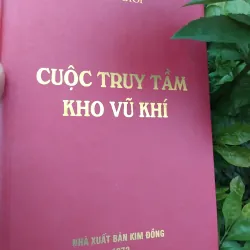 CUỘC TRUY TẦM
KHO VŨ KHÍ
NHÀ XUẤT BẢN KIM ĐỒNG